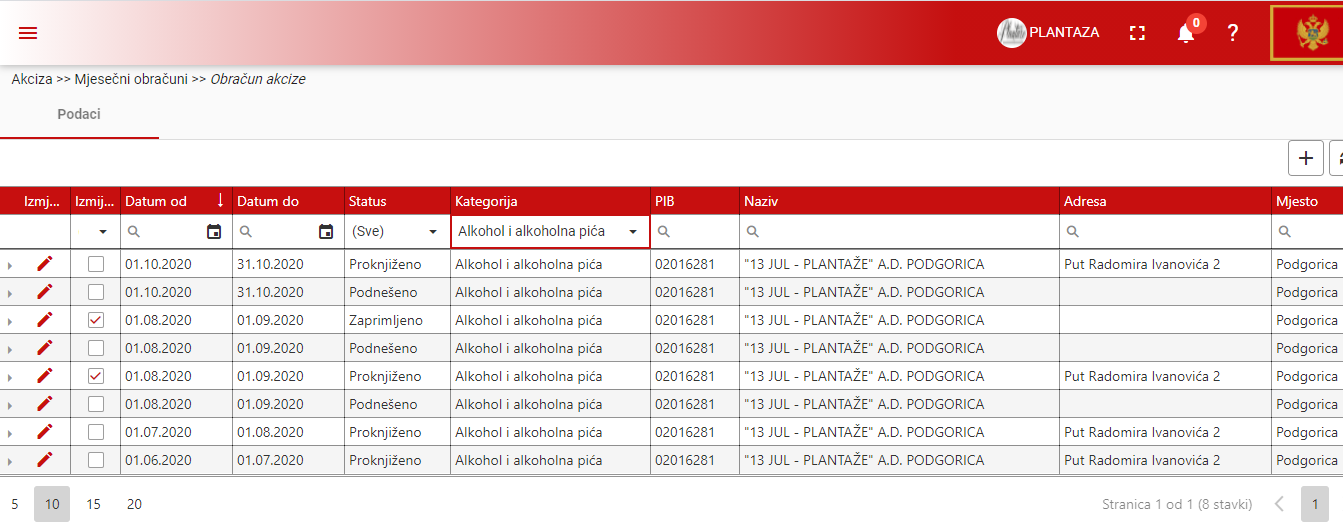 PLANTAZA 0 ?
Akciza >> Mjesečni obračuni >> Obračun akcize
Podaci
Izmj... Izmij... Datum od Datum do Status Kategorija PIB Naziv Adresa Mjesto
(Sve) Alkohol i alkoholna pića
01.10.2020 31.10.2020 Proknjiženo Alkohol i alkoholna pića 02016281 "13 JUL - PLANTAŽE" A.D. PODGORICA Put Radomira Ivanovića 2 Podgorica
01.10.2020 31.10.2020 Podnešeno Alkohol i alkoholna pića 02016281 "13 JUL - PLANTAŽE" A.D. PODGORICA Podgorica
01.08.2020 01.09.2020 Zaprimljeno Alkohol i alkoholna pića 02016281 "13 JUL - PLANTAŽE" A.D. PODGORICA Podgorica
01.08.2020 01.09.2020 Podnešeno Alkohol i alkoholna pića 02016281 "13 JUL - PLANTAŽE" A.D. PODGORICA Podgorica
01.08.2020 01.09.2020 Proknjiženo Alkohol i alkoholna pića 02016281 "13 JUL - PLANTAŽE" A.D. PODGORICA Put Radomira Ivanovića 2 Podgorica
01.08.2020 01.09.2020 Podnešeno Alkohol i alkoholna pića 02016281 "13 JUL - PLANTAŽE" A.D. PODGORICA Podgorica
01.07.2020 01.08.2020 Proknjiženo Alkohol i alkoholna pića 02016281 "13 JUL - PLANTAŽE" A.D. PODGORICA Put Radomira Ivanovića 2 Podgorica
01.06.2020 01.07.2020 Proknjiženo Alkohol i alkoholna pića 02016281 "13 JUL - PLANTAŽE" A.D. PODGORICA Put Radomira Ivanovića 2 Podgorica
5 10 15 20 Stranica 1 od 1 (8 stavki) 1